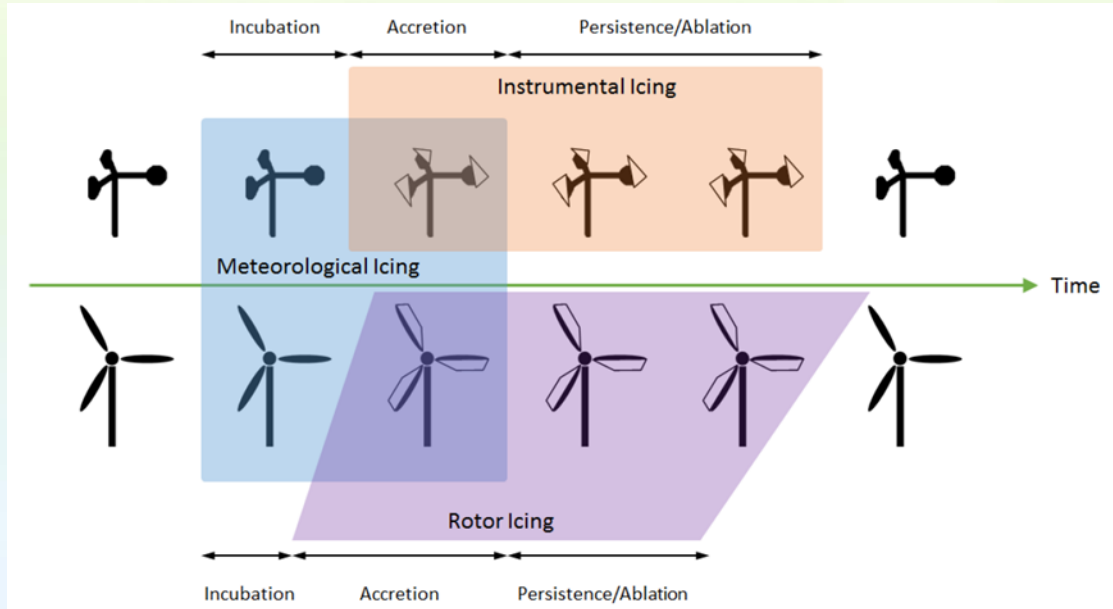 Incubation
Accretion
Persistence/Ablation
Instrumental Icing
Meteorological Icing
Time
Rotor Icing
Incubation
Accretion
Persistence/Ablation